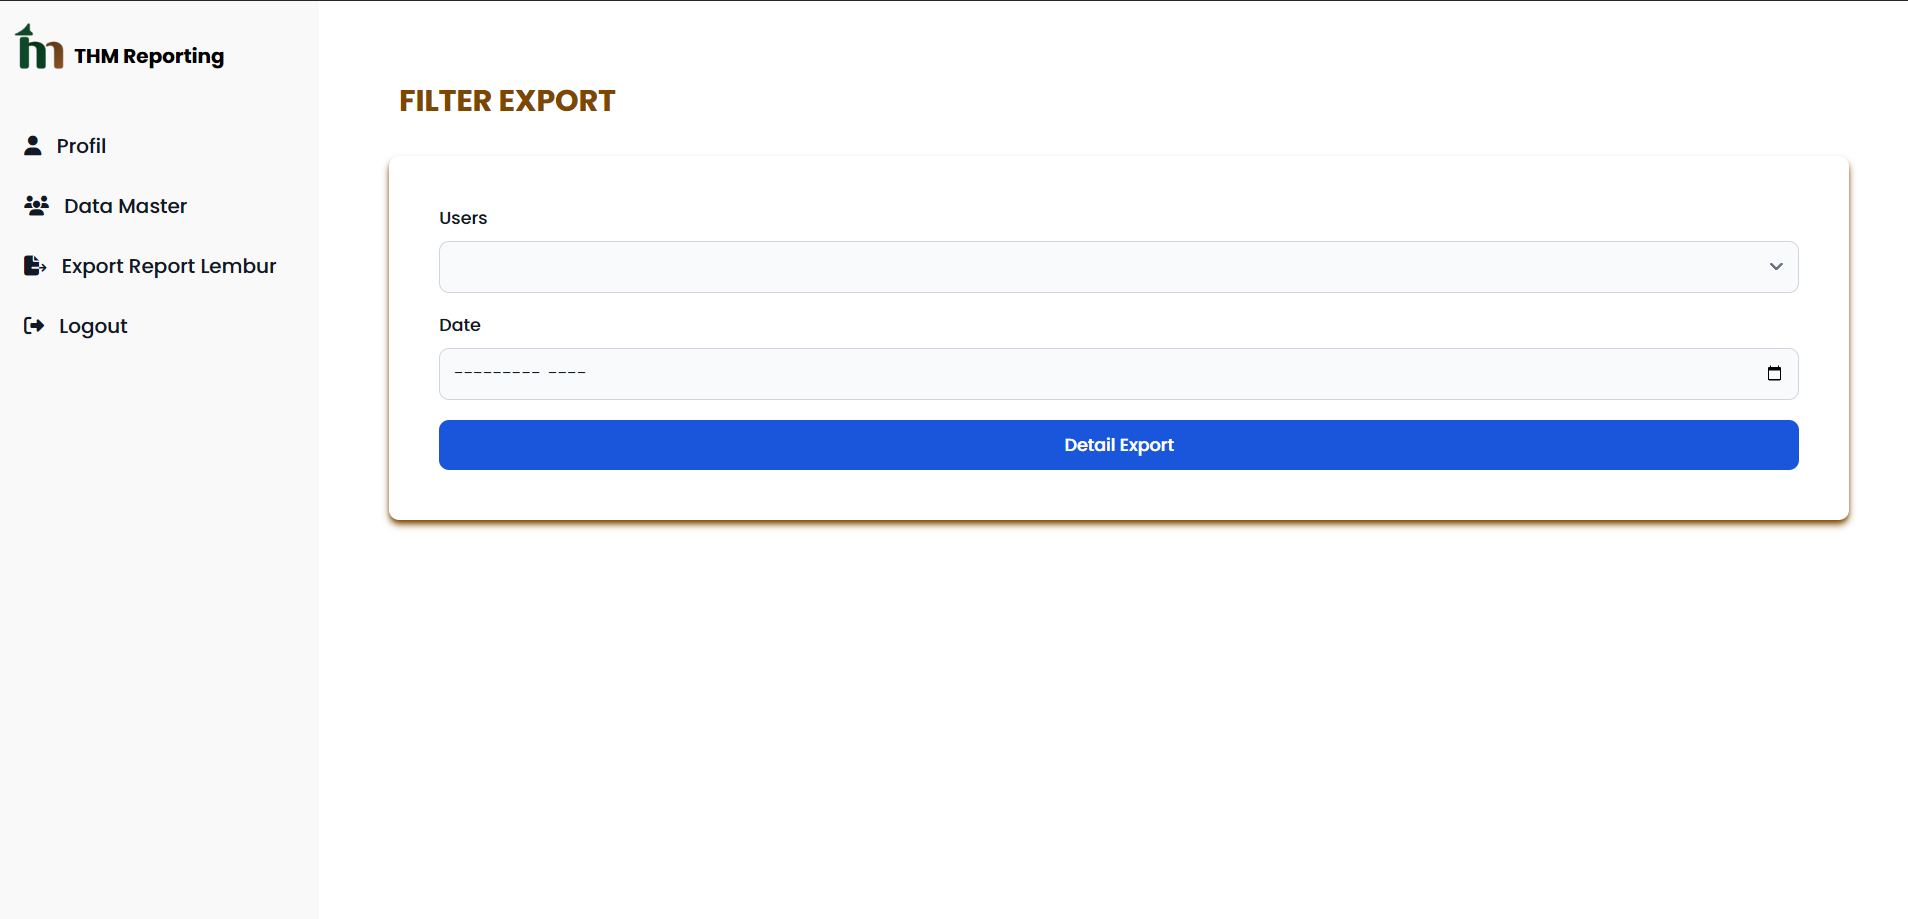 THM Reporting
Profil
Data Master
Export Report Lembur
Logout
FILTER EXPORT
Users
Date
--------- ----
Detail Export